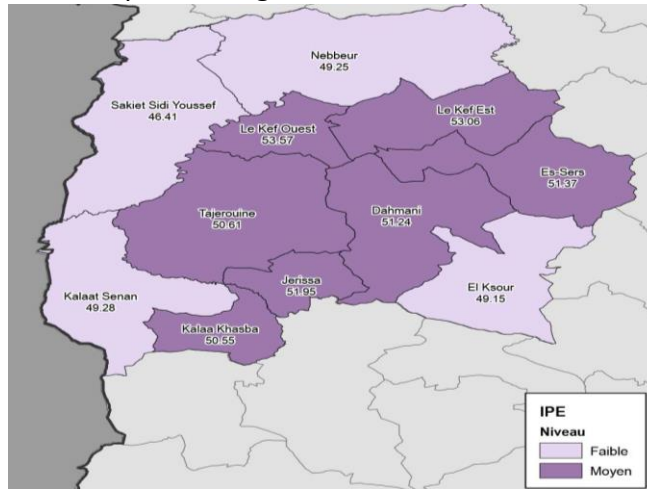 Nebbeur
49.25
Sakiet Sidi Youssef
46.41
Le Kef Ouest
53.57
Le Kef Est
53.06
Es-Sers
51.37
Tajerouine
50.61
Dahmani
51.24
Jerissa
51.95
Kalaat Senan
49.28
El Ksour
49.15
Kalaa Khasba
50.55
IPE
Niveau
Faible
Moyen